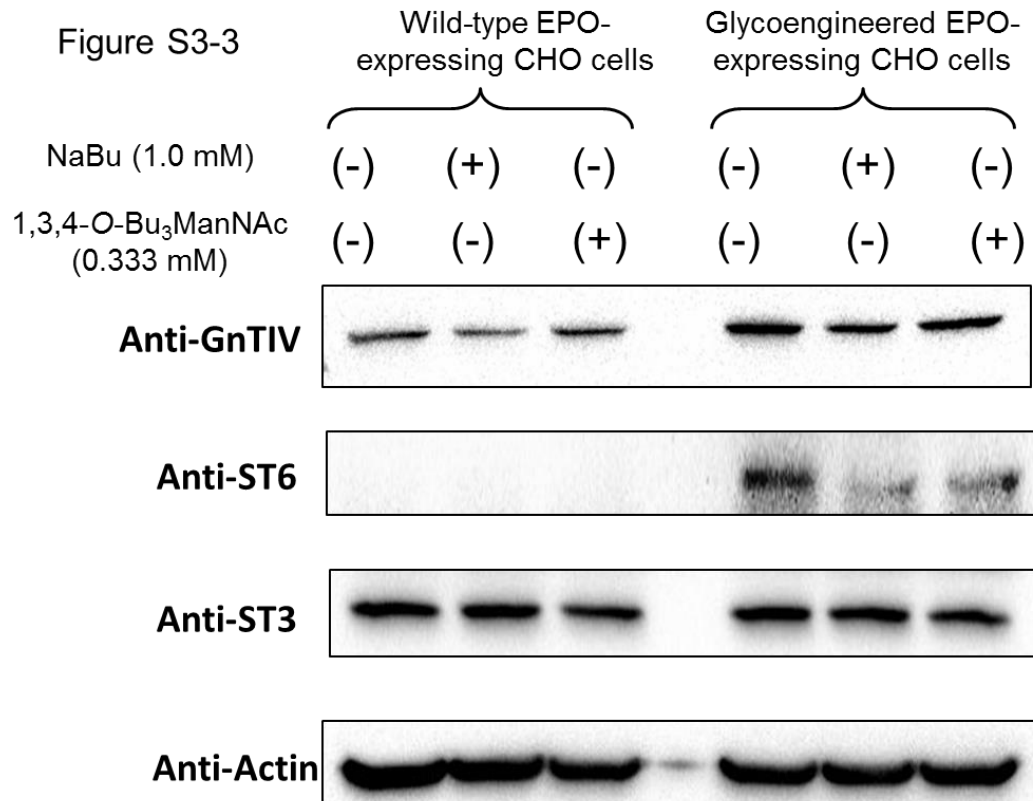 Figure S3-3
Wild-type EPO-
expressing CHO cells
Glycoengineered EPO-
expressing CHO cells
NaBu (1.0 mM)
(-) (+) (-) (-) (+) (-)
1,3,4-O-Bu₃ManNAc
(0.333 mM)
(-) (-) (+) (-) (-) (+)
Anti-GnTIV
Anti-ST6
Anti-ST3
Anti-Actin